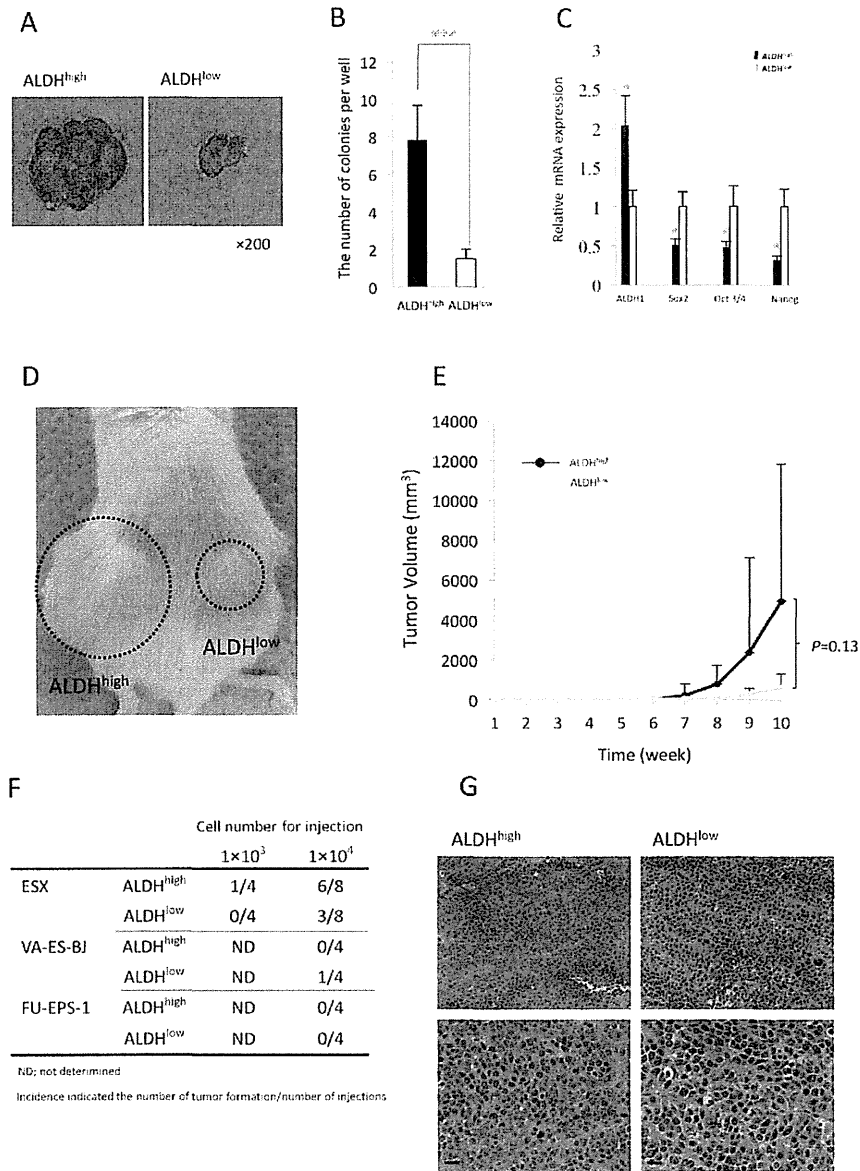 A
ALDHhigh
ALDHlow
×200
B
The number of colonies per well
12
10
8
6
4
2
0
ALDHhigh ALDHlow
C
Relative mRNA expression
3
2.5
2
1.5
1
0.5
0
ALDH1 Sox2 Oct 3/4 Nanog
D
ALDHhigh
ALDHlow
E
Tumor Volume (mm3)
14000
12000
10000
8000
6000
4000
2000
0
ALDHhigh
ALDHlow
P=0.13
1 2 3 4 5 6 7 8 9 10
Time (week)
F
Cell number for injection
1×10³ 1×10⁴
ESX ALDHhigh 1/4 6/8
ALDHlow 0/4 3/8
VA-ES-BJ ALDHhigh ND 0/4
ALDHlow ND 1/4
FU-EPS-1 ALDHhigh ND 0/4
ALDHlow ND 0/4
ND; not determined
Incidence indicated the number of tumor formation/number of injections
G
ALDHhigh
ALDHlow